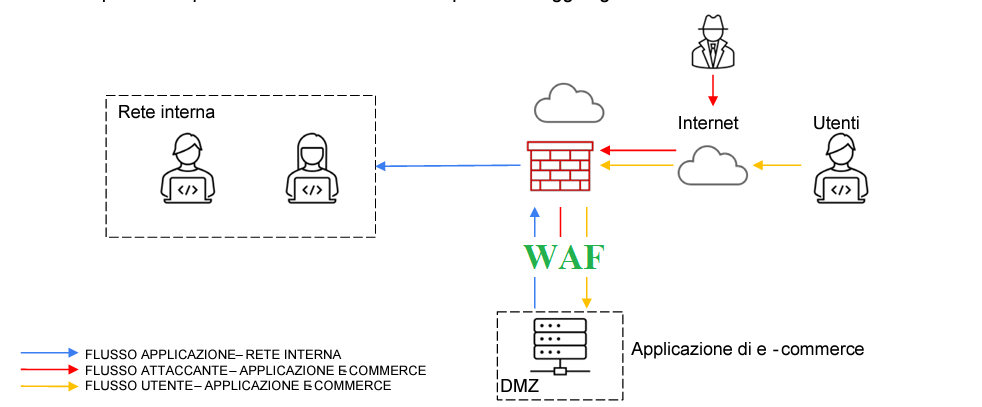 Rete interna
Internet
Utenti
WAF
Applicazione di e - commerce
DMZ
FLUSSO APPLICAZIONE– RETE INTERNA
FLUSSO ATTACCANTE – APPLICAZIONE E-COMMERCE
FLUSSO UTENTE– APPLICAZIONE E-COMMERCE